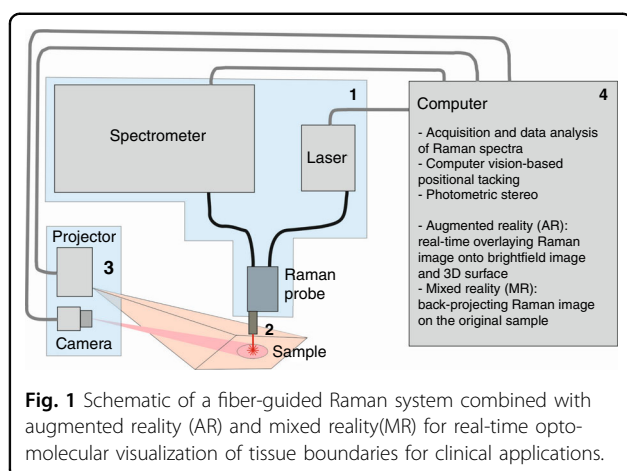 1
Spectrometer
Laser
4
Computer
- Acquisition and data analysis
of Raman spectra
- Computer vision-based
positional tacking
- Photometric stereo
- Augmented reality (AR):
real-time overlaying Raman
image onto brightfield image
and 3D surface
- Mixed reality (MR):
back-projecting Raman image
on the original sample
Projector
3
Camera
Raman
probe
2
Sample
Fig. 1 Schematic of a fiber-guided Raman system combined with
augmented reality (AR) and mixed reality(MR) for real-time opto-
molecular visualization of tissue boundaries for clinical applications.